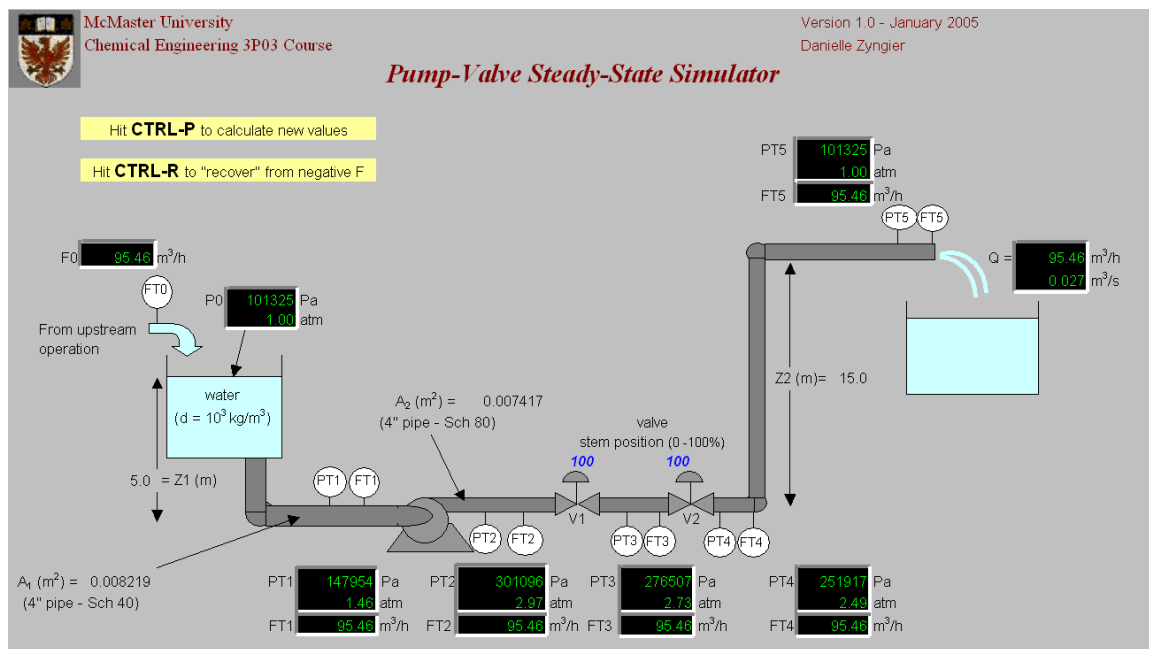 McMaster University
Chemical Engineering 3P03 Course
Version 1.0 - January 2005
Danielle Zyngier
Pump-Valve Steady-State Simulator
Hit CTRL-P to calculate new values
Hit CTRL-R to "recover" from negative F
PT5 101325 Pa
1.00 atm
FT5 95.46 m³/h
PT5 FT5
F0 95.46 m³/h
Q = 95.46 m³/h
0.027 m³/s
FT0
P0 101325 Pa
1.00 atm
From upstream
operation
water
(d = 10³ kg/m³)
Z2 (m)= 15.0
A₂ (m²) = 0.007417
(4" pipe - Sch 80)
valve
stem position (0 -100%)
100 100
5.0 = Z1 (m)
PT1 FT1
V1 V2
PT2 FT2 PT3 FT3 PT4 FT4
A₁ (m²) = 0.008219
(4" pipe - Sch 40)
PT1 147954 Pa
1.46 atm
FT1 95.46 m³/h
PT2 301096 Pa
2.97 atm
FT2 95.46 m³/h
PT3 276507 Pa
2.73 atm
FT3 95.46 m³/h
PT4 251917 Pa
2.49 atm
FT4 95.46 m³/h